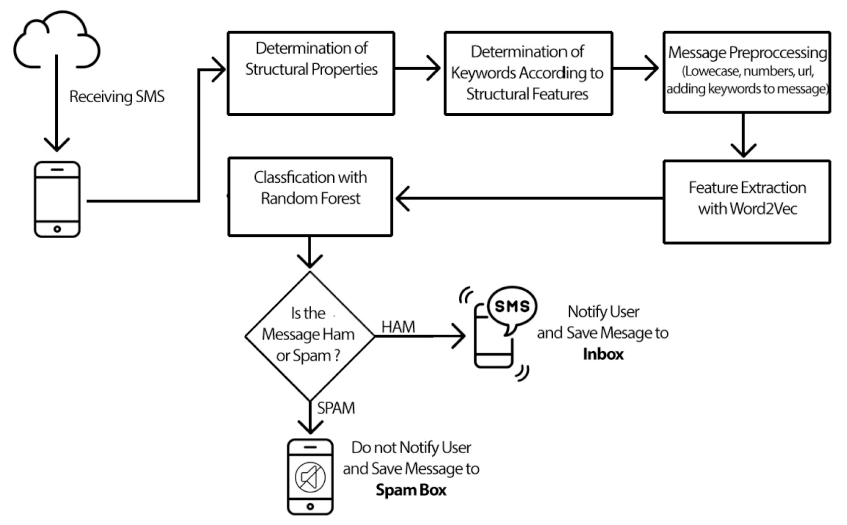 Receiving SMS
Determination of
Structural Properties
Determination of
Keywords According to
Structural Features
Message Preproccessing
(Lowecase, numbers, url,
adding keywords to message)
Feature Extraction
with Word2Vec
Classfication with
Random Forest
Is the
Message Ham
or Spam ?
HAM
SMS
Notify User
and Save Mesage to
Inbox
SPAM
Do not Notify User
and Save Message to
Spam Box